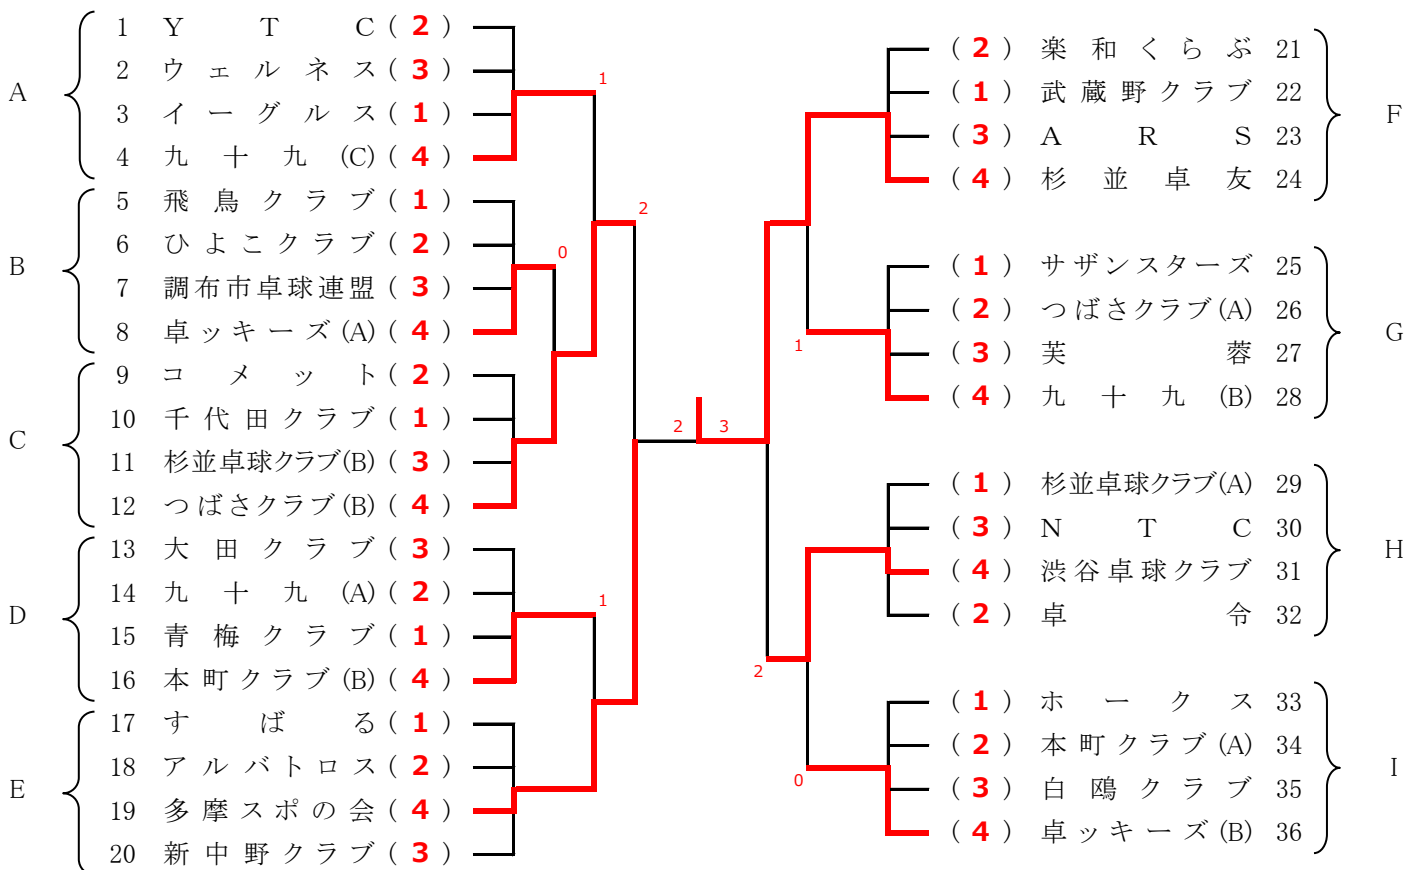 A
1 Y T C ( 2 )
2 ウェルネス ( 3 )
3 イーグルス ( 1 )
4 九十九 (C) ( 4 )
B
5 飛鳥クラブ ( 1 )
6 ひよこクラブ ( 2 )
7 調布市卓球連盟 ( 3 )
8 卓ッキーズ (A) ( 4 )
C
9 コメット ( 2 )
10 千代田クラブ ( 1 )
11 杉並卓球クラブ(B) ( 3 )
12 つばさクラブ (B) ( 4 )
D
13 大田クラブ ( 3 )
14 九十九 (A) ( 2 )
15 青梅クラブ ( 1 )
16 本町クラブ (B) ( 4 )
E
17 すばる ( 1 )
18 アルバトロス ( 2 )
19 多摩スポの会 ( 4 )
20 新中野クラブ ( 3 )
1
0
2
1
2 3
1
2
0
( 2 ) 楽和くらぶ 21
( 1 ) 武蔵野クラブ 22
( 3 ) A R S 23
( 4 ) 杉並卓友 24
F
( 1 ) サザンスターズ 25
( 2 ) つばさクラブ(A) 26
( 3 ) 芙蓉 27
( 4 ) 九十九 (B) 28
G
( 1 ) 杉並卓球クラブ(A) 29
( 3 ) N T C 30
( 4 ) 渋谷卓球クラブ 31
( 2 ) 卓令 32
H
( 1 ) ホークス 33
( 2 ) 本町クラブ (A) 34
( 3 ) 白鴎クラブ 35
( 4 ) 卓ッキーズ (B) 36
I